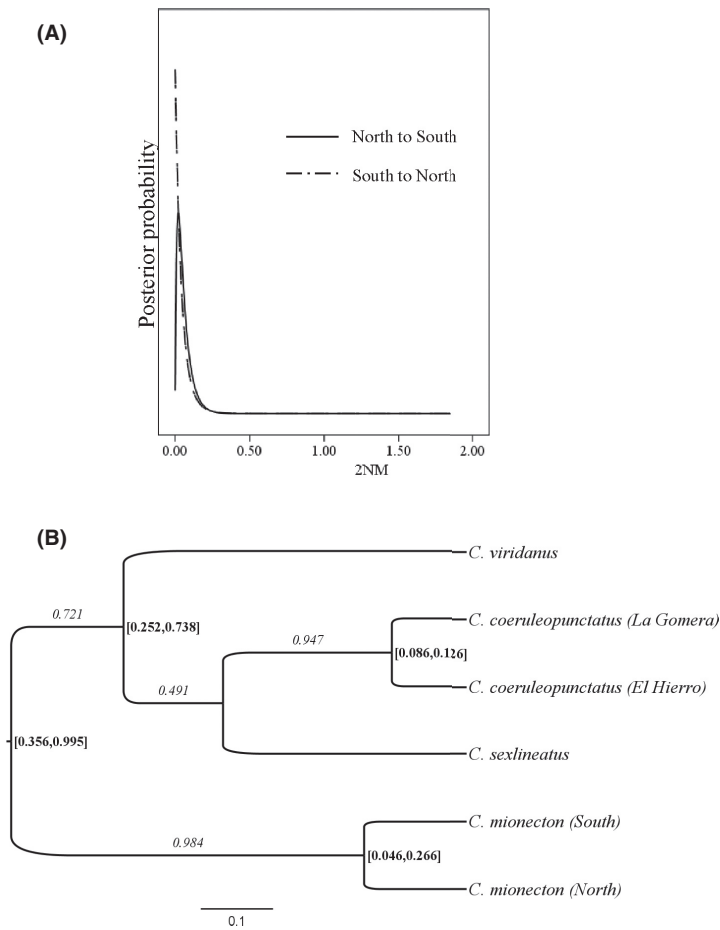 (A)
Posterior probability
North to South
South to North
0.00 0.50 1.00 1.50 2.00
2NM
(B)
C. viridanus
0.721
C. coeruleopunctatus (La Gomera)
[0.252,0.738]
0.947
[0.086,0.126]
0.491
C. coeruleopunctatus (El Hierro)
[0.356,0.995]
C. sexlineatus
C. mionecton (South)
0.984
[0.046,0.266]
C. mionecton (North)
0.1